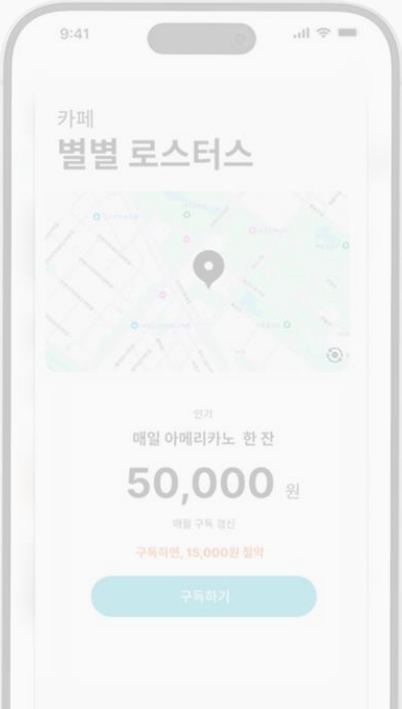 9:41
카페
별별 로스터스
인기
매일 아메리카노 한 잔
50,000 원
매월 구독 갱신
구독하면, 15,000원 절약
구독하기